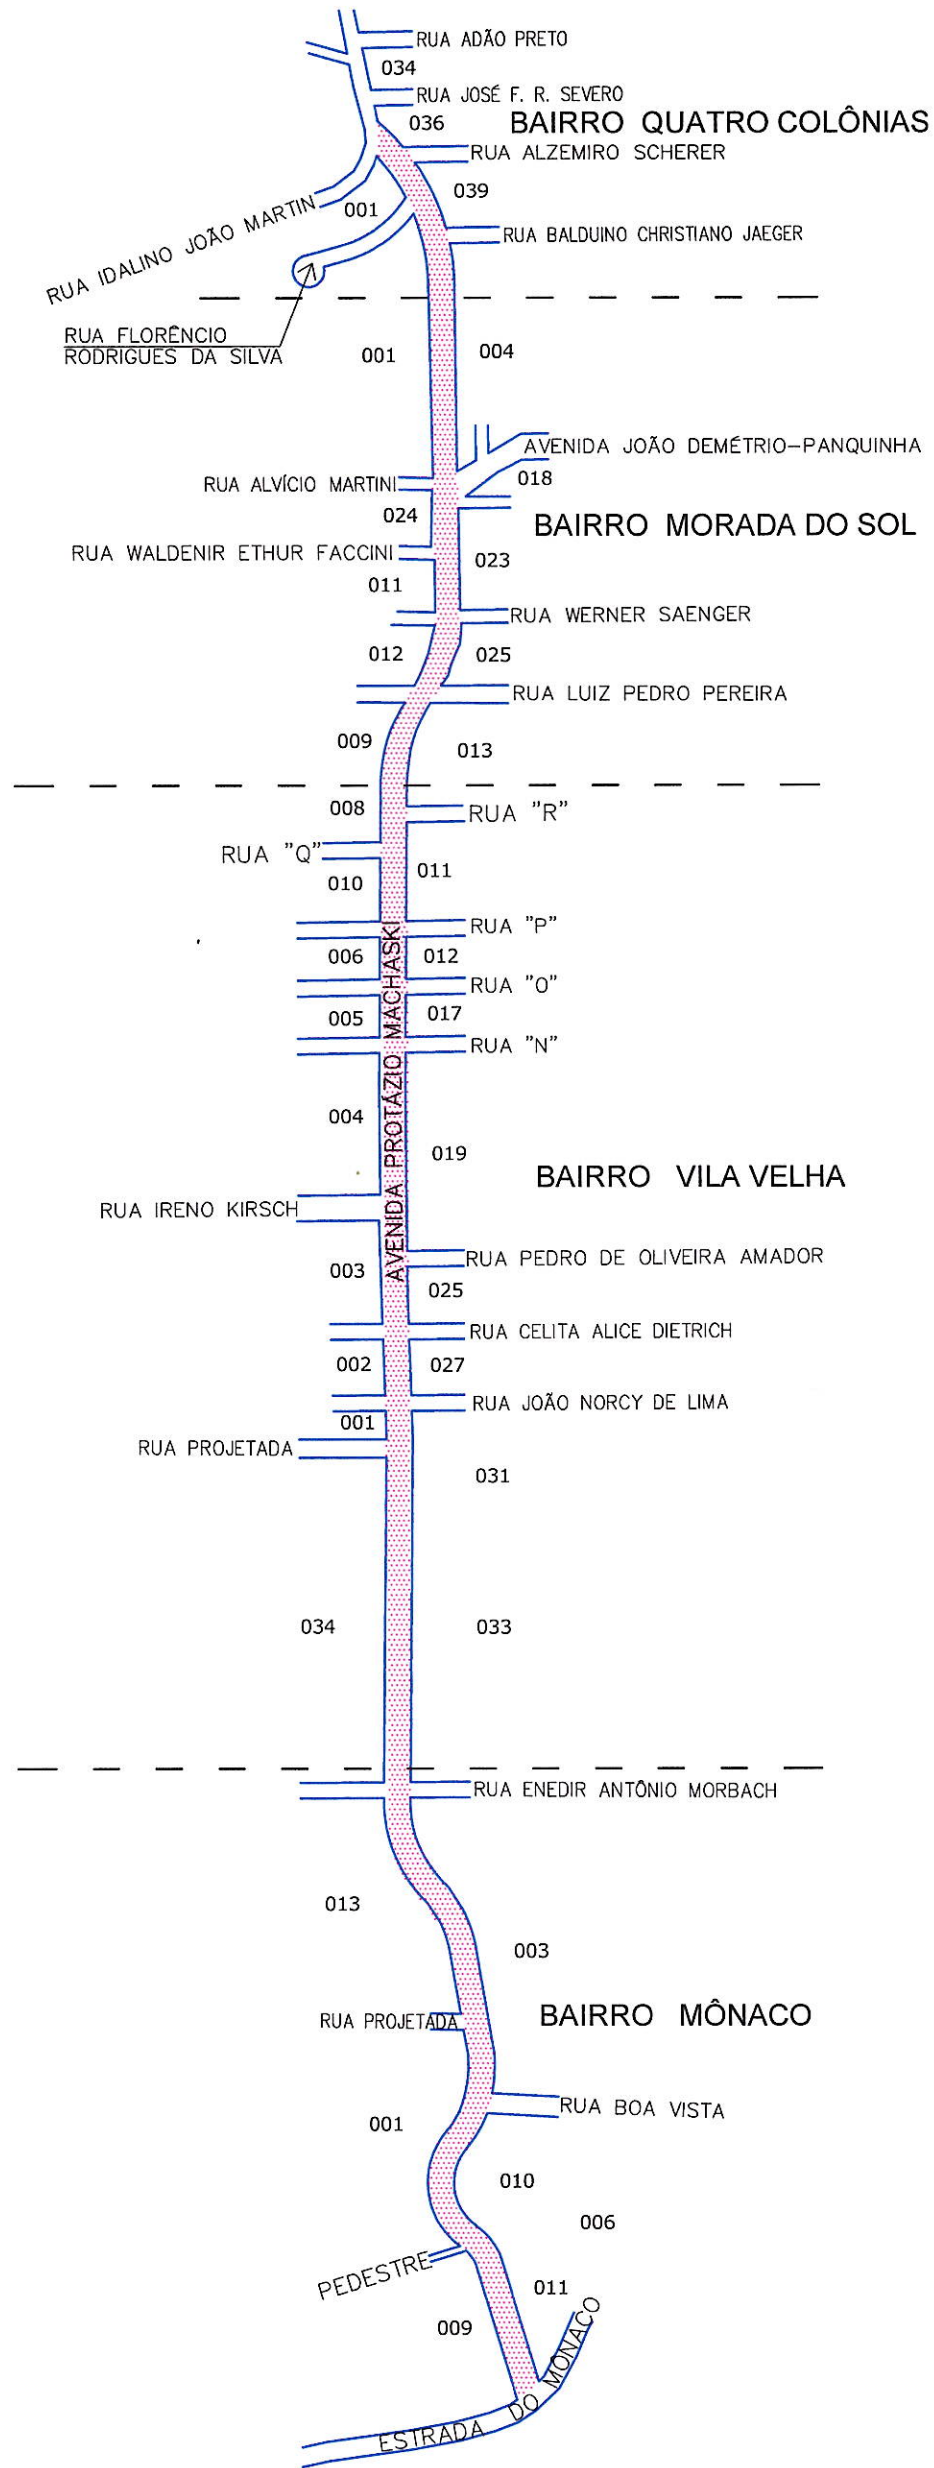 RUA ADÃO PRETO
034
RUA JOSÉ F. R. SEVERO
036
BAIRRO QUATRO COLÔNIAS
RUA ALZEMIRO SCHERER
039
001
RUA IDALINO JOÃO MARTIN
RUA BALDUINO CHRISTIANO JAEGER
RUA FLORÊNCIO
RODRIGUES DA SILVA
001
004
AVENIDA JOÃO DEMÉTRIO-PANQUINHA
018
RUA ALVÍCIO MARTINI
024
BAIRRO MORADA DO SOL
RUA WALDENIR ETHUR FACCINI
023
011
RUA WERNER SAENGER
012
025
RUA LUIZ PEDRO PEREIRA
009
013
008
RUA "R"
RUA "Q"
010
011
RUA "P"
006
012
RUA "O"
005
017
RUA "N"
AVENIDA PROTÁZIO MACHASKI
004
019
BAIRRO VILA VELHA
RUA IRENO KIRSCH
RUA PEDRO DE OLIVEIRA AMADOR
003
025
RUA CELITA ALICE DIETRICH
002
027
RUA JOÃO NORCY DE LIMA
001
RUA PROJETADA
031
034
033
RUA ENEDIR ANTÔNIO MORBACH
013
003
BAIRRO MÔNACO
RUA PROJETADA
RUA BOA VISTA
001
010
006
PEDESTRE
011
009
ESTRADA DO MÔNACO